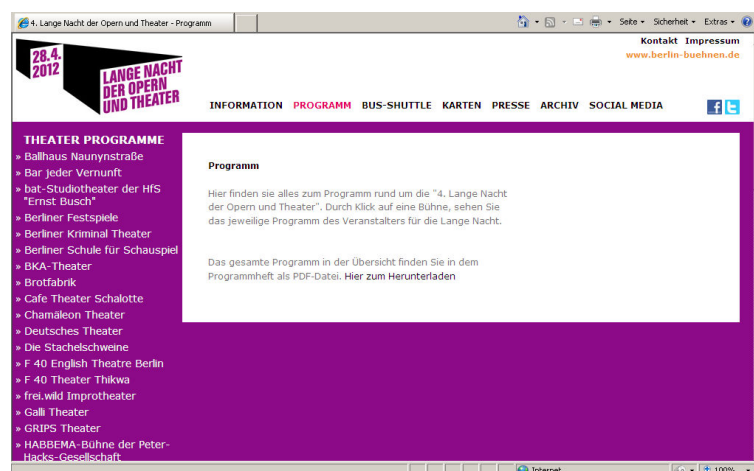 4. Lange Nacht der Opern und Theater - Programm
Seite
Sicherheit
Extras
Kontakt Impressum
www.berlin-buehnen.de
28.4.
2012
LANGE NACHT
DER OPERN
UND THEATER
INFORMATION PROGRAMM BUS-SHUTTLE KARTEN PRESSE ARCHIV SOCIAL MEDIA
THEATER PROGRAMME
» Ballhaus Naunynstraße
» Bar jeder Vernunft
» bat-Studiotheater der HfS
"Ernst Busch"
» Berliner Festspiele
» Berliner Kriminal Theater
» Berliner Schule für Schauspiel
» BKA-Theater
» Brotfabrik
» Cafe Theater Schalotte
» Chamäleon Theater
» Deutsches Theater
» Die Stachelschweine
» F 40 English Theatre Berlin
» F 40 Theater Thikwa
» frei.wild Improtheater
» Galli Theater
» GRIPS Theater
» HABBEMA-Bühne der Peter-
Hacks-Gesellschaft
Programm
Hier finden sie alles zum Programm rund um die "4. Lange Nacht
der Opern und Theater". Durch Klick auf eine Bühne, sehen Sie
das jeweilige Programm des Veranstalters für die Lange Nacht.
Das gesamte Programm in der Übersicht finden Sie in dem
Programmheft als PDF-Datei. Hier zum Herunterladen
Internet
100%